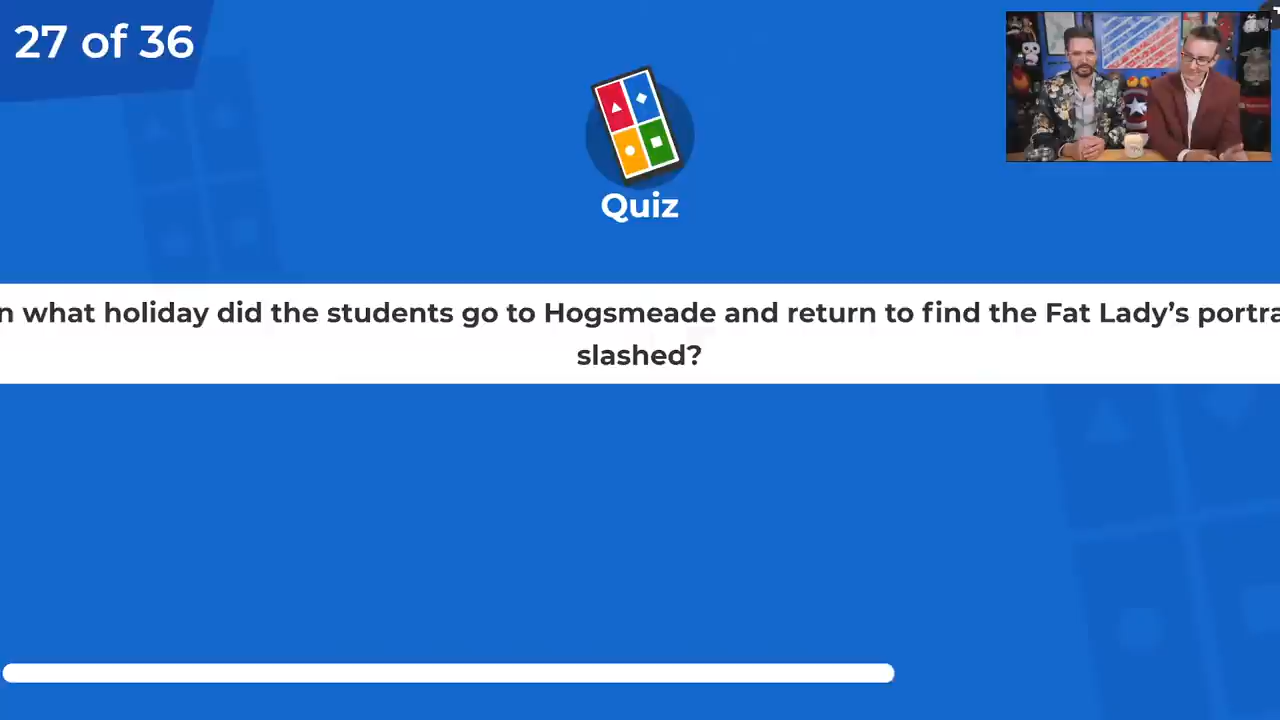 27 of 36
Quiz
n what holiday did the students go to Hogsmeade and return to find the Fat Lady’s portra
slashed?